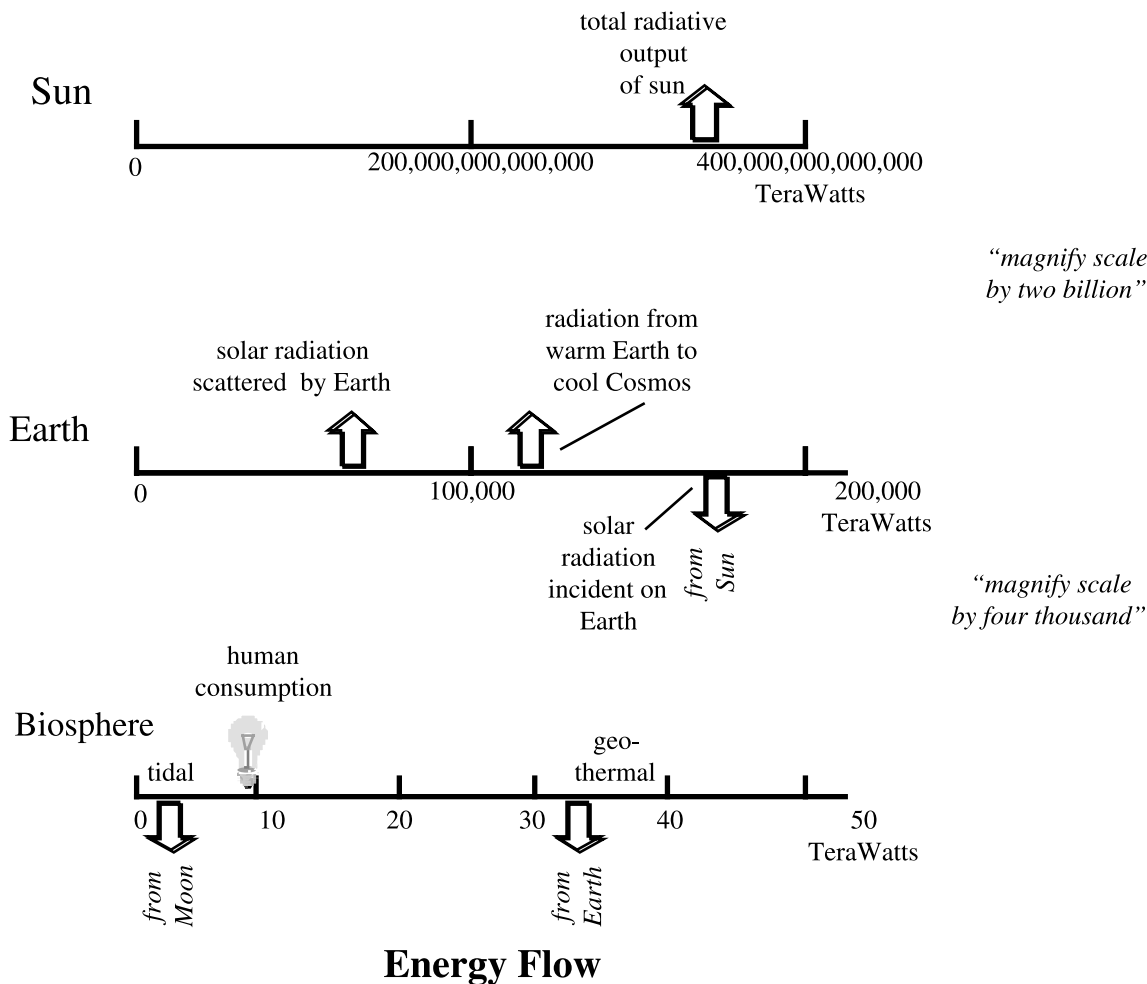 total radiative
output
of sun
Sun
0
200,000,000,000,000
400,000,000,000,000
TeraWatts
“magnify scale
by two billion”
radiation from
warm Earth to
cool Cosmos
solar radiation
scattered by Earth
Earth
0
100,000
200,000
TeraWatts
solar
radiation
incident on
Earth
from
Sun
“magnify scale
by four thousand”
human
consumption
Biosphere
tidal
geo-
thermal
0
10
20
30
40
50
TeraWatts
from
Moon
from
Earth
Energy Flow